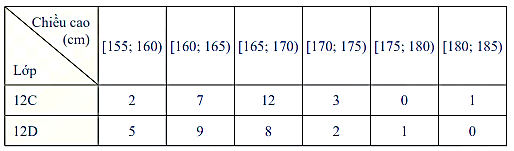 Chiều cao
(cm)
Lớp
[155; 160) [160; 165) [165; 170) [170; 175) [175; 180) [180; 185)
12C 2 7 12 3 0 1
12D 5 9 8 2 1 0